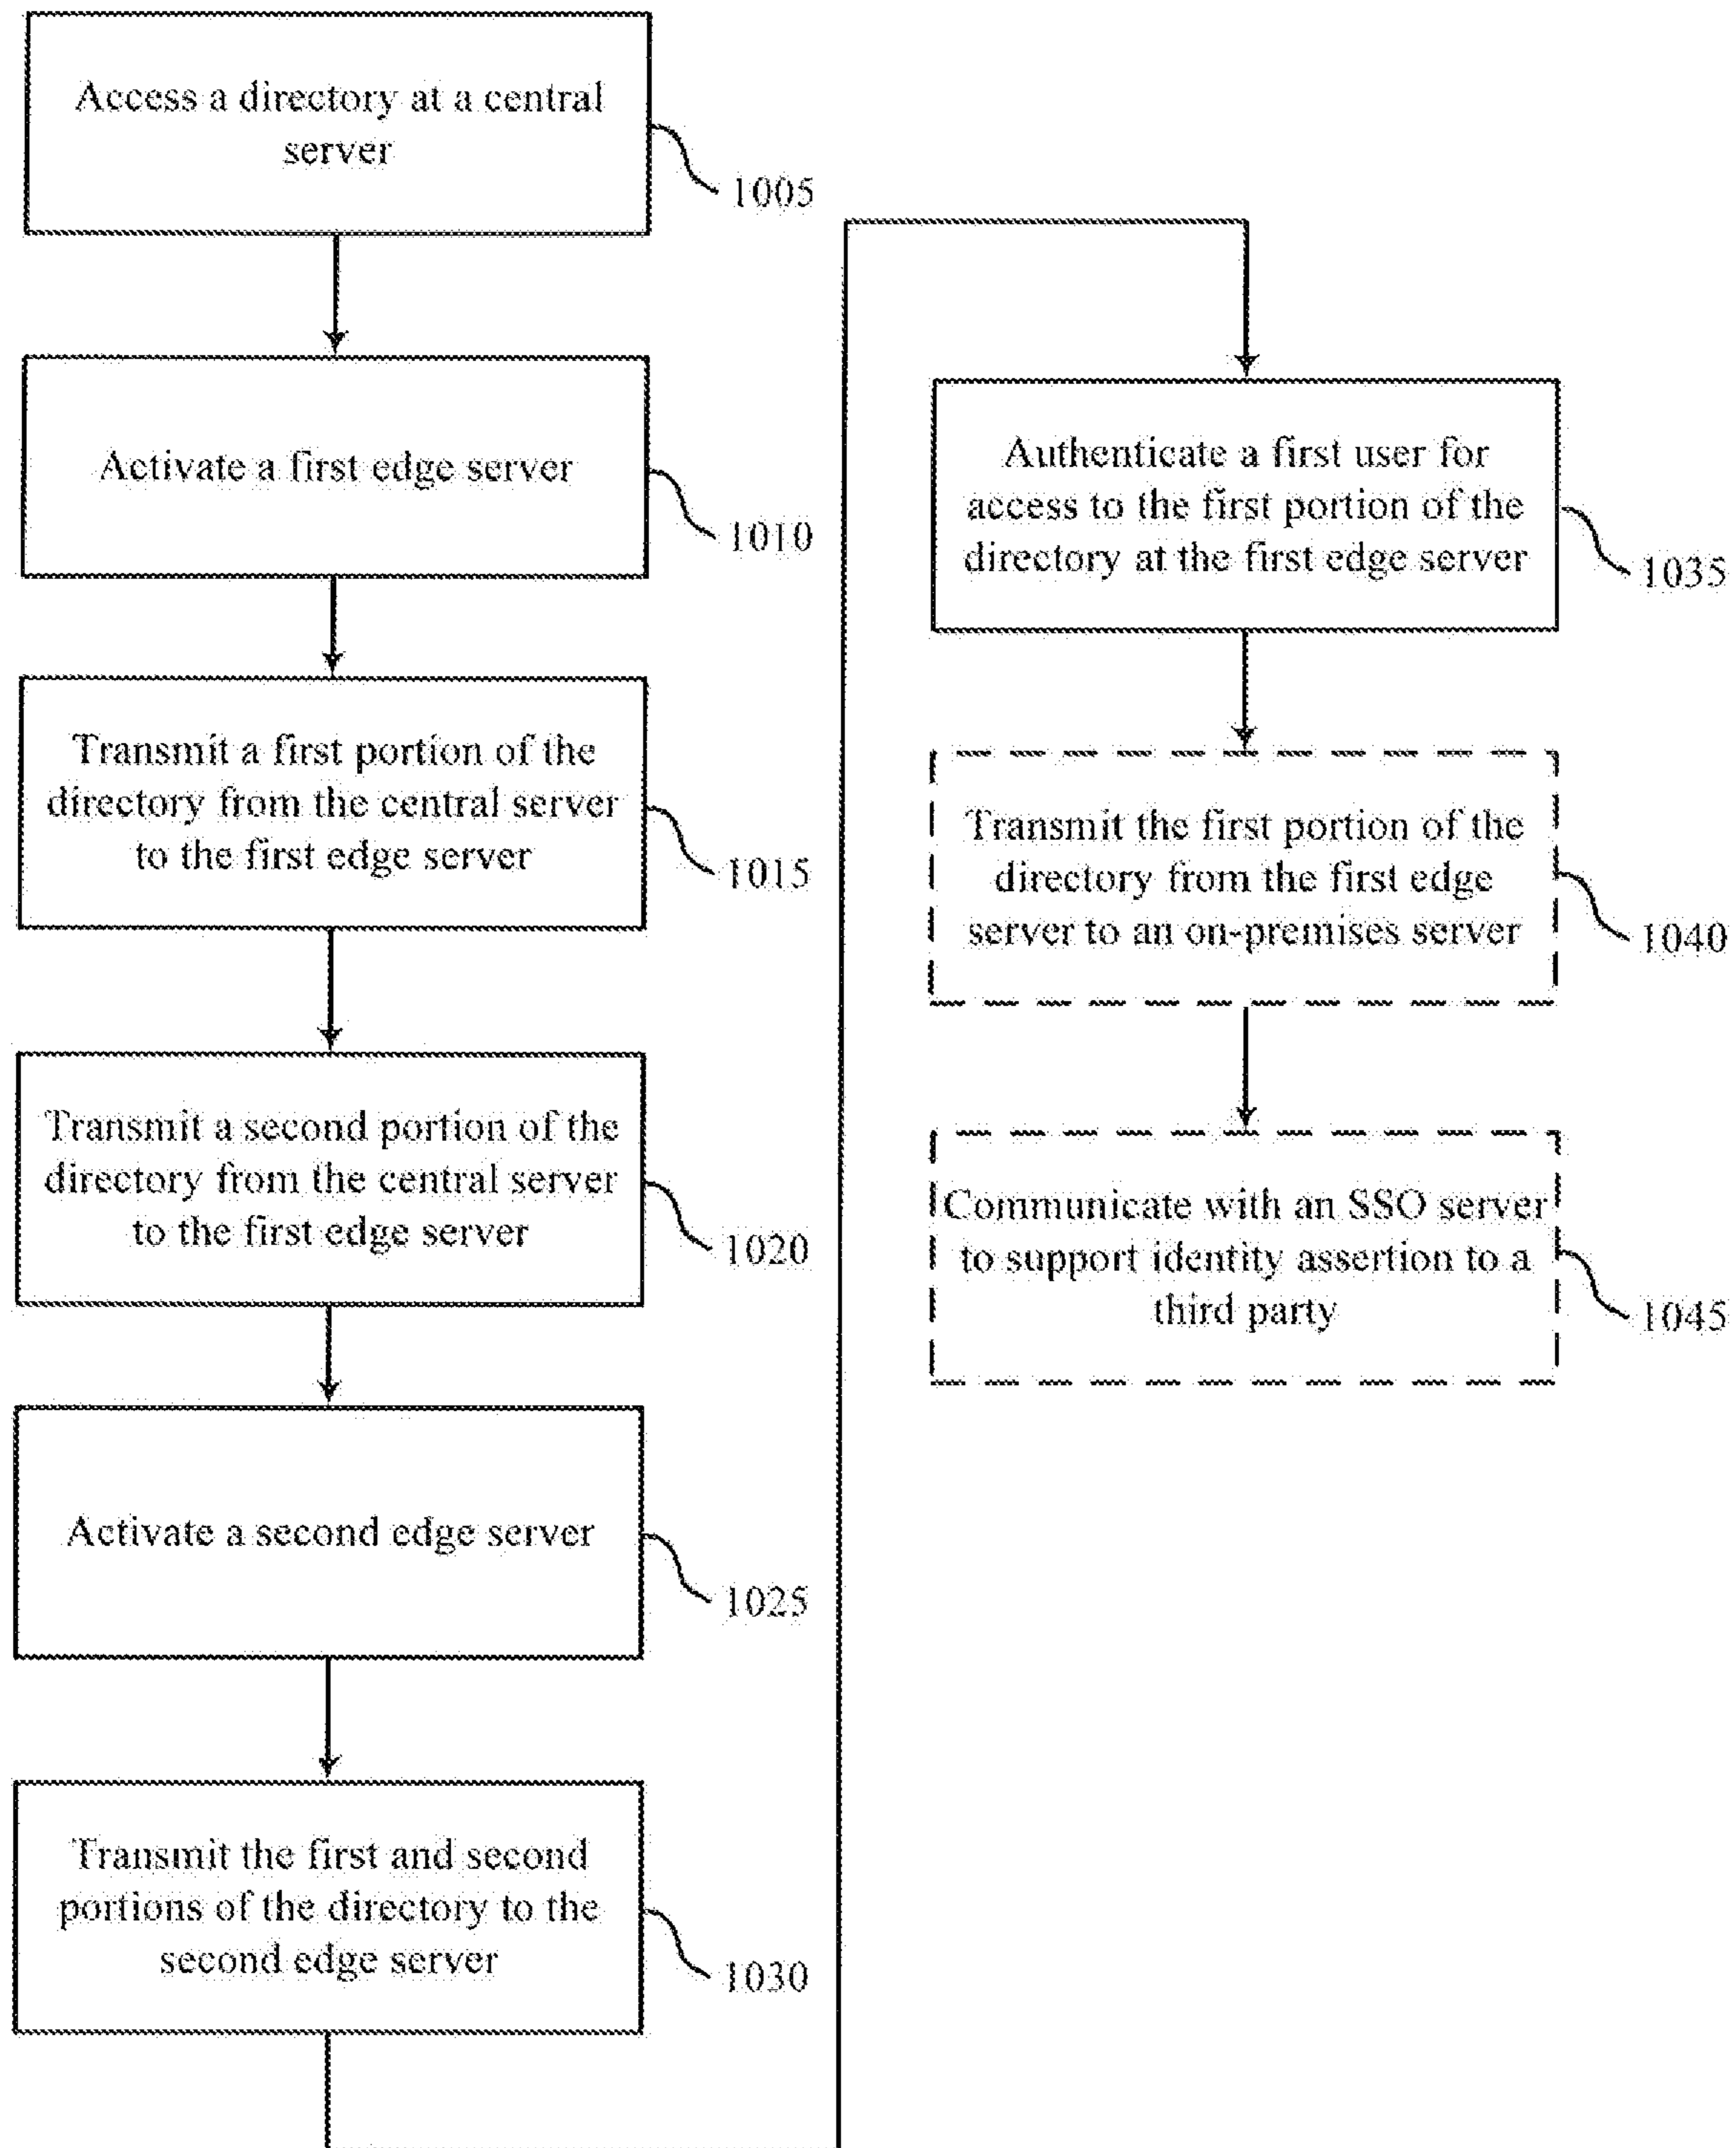 Access a directory at a central
server
1005
Activate a first edge server
1010
Transmit a first portion of the
directory from the central server
to the first edge server
1015
Transmit a second portion of the
directory from the central server
to the first edge server
1020
Activate a second edge server
1025
Transmit the first and second
portions of the directory to the
second edge server
1030
Authenticate a first user for
access to the first portion of the
directory at the first edge server
1035
Transmit the first portion of the
directory from the first edge
server to an on-premises server
1040
Communicate with an SSO server
to support identity assertion to a
third party
1045